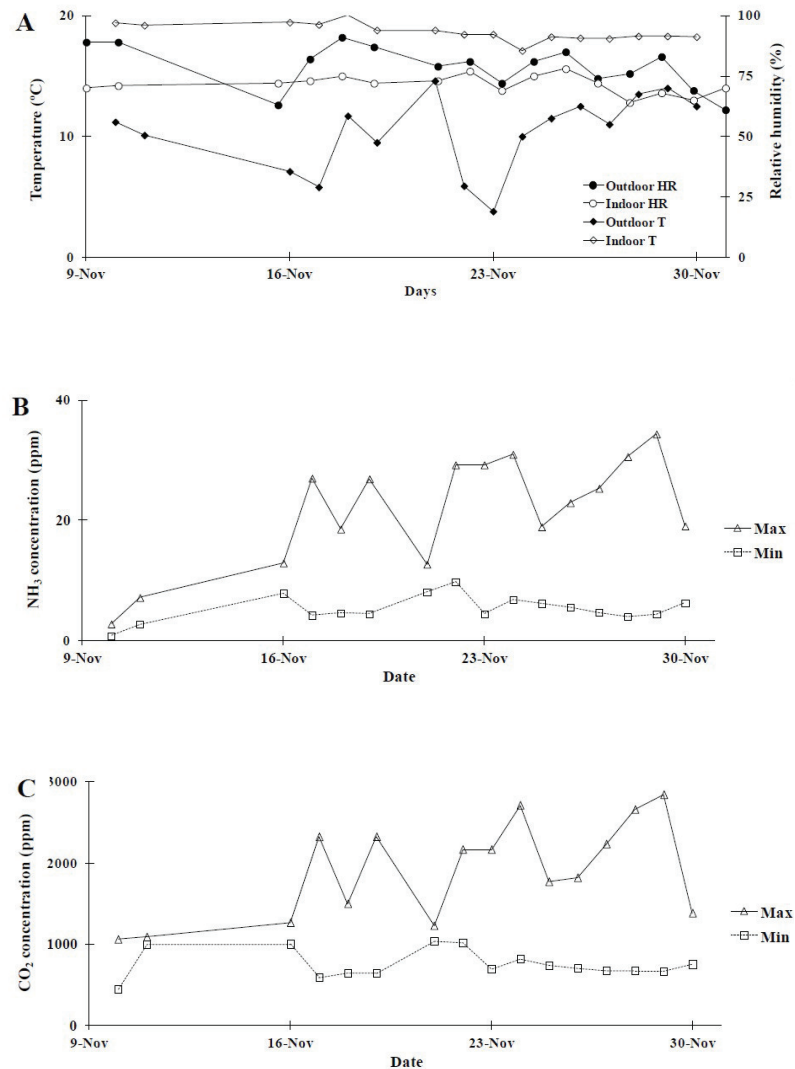 A
20
10
0
Temperature (ºC)
100
75
50
25
0
Relative humidity (%)
Outdoor HR
Indoor HR
Outdoor T
Indoor T
9-Nov 16-Nov 23-Nov 30-Nov
Days
B
40
20
0
NH3 concentration (ppm)
Max
Min
9-Nov 16-Nov 23-Nov 30-Nov
Date
C
3000
2000
1000
0
CO2 concentration (ppm)
Max
Min
9-Nov 16-Nov 23-Nov 30-Nov
Date